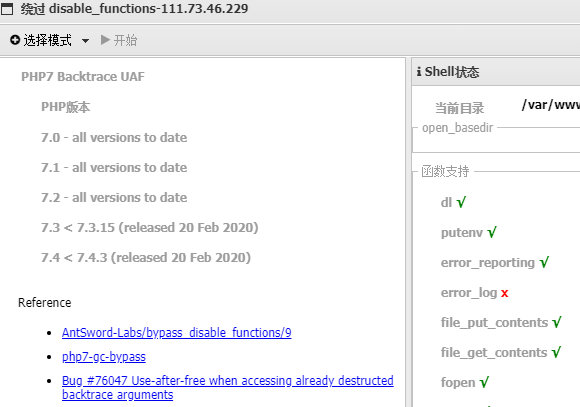 绕过 disable_functions-111.73.46.229
选择模式 开始
PHP7 Backtrace UAF
PHP版本
7.0 - all versions to date
7.1 - all versions to date
7.2 - all versions to date
7.3 < 7.3.15 (released 20 Feb 2020)
7.4 < 7.4.3 (released 20 Feb 2020)
Reference
AntSword-Labs/bypass_disable_functions/9
php7-gc-bypass
Bug #76047 Use-after-free when accessing already destructed
backtrace arguments
Shell状态
当前目录 /var/www
open_basedir
函数支持
dl √
putenv √
error_reporting √
error_log x
file_put_contents √
file_get_contents √
fopen √